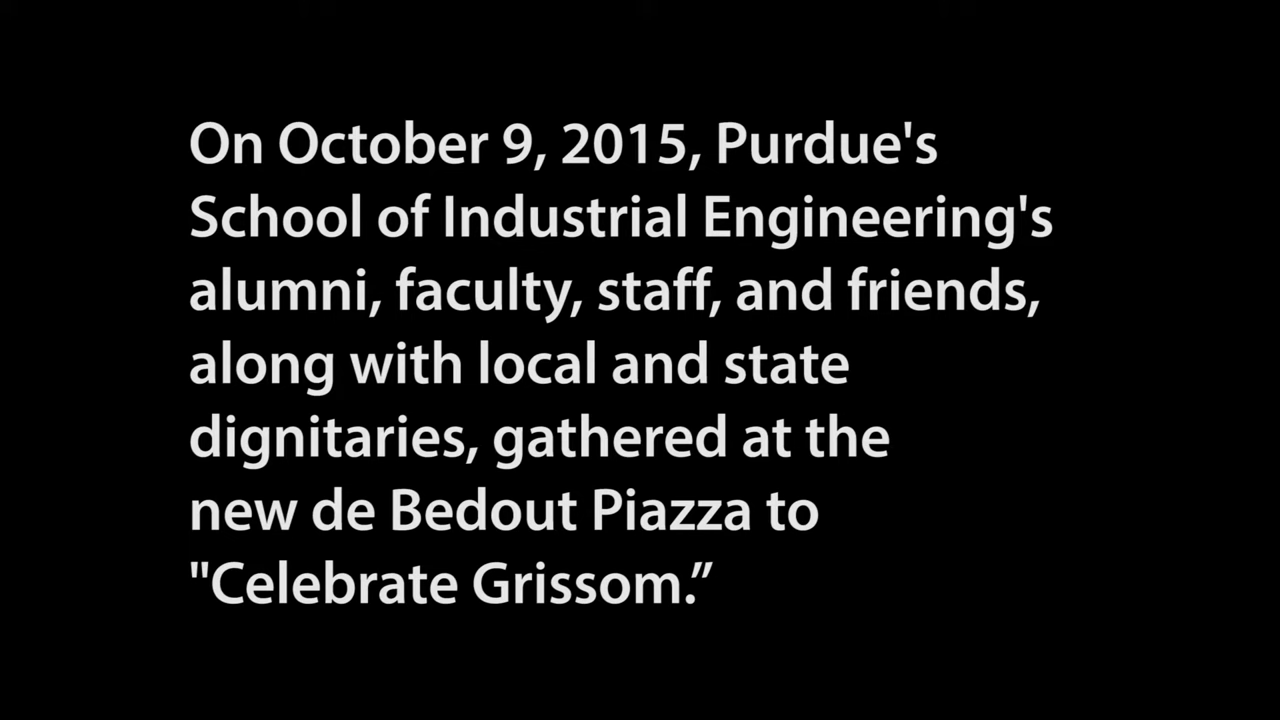 On October 9, 2015, Purdue's
School of Industrial Engineering's
alumni, faculty, staff, and friends,
along with local and state
dignitaries, gathered at the
new de Bedout Piazza to
"Celebrate Grissom.”